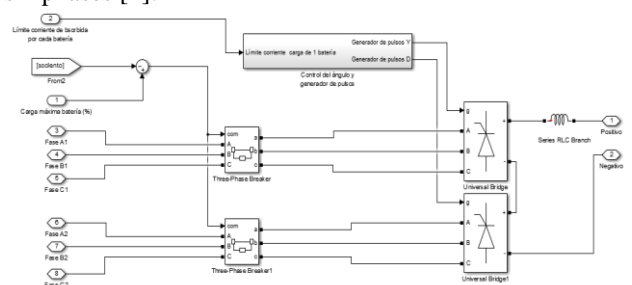 2
Límite corriente de bsorbida
por cada batería
[soclento]
From2
1
Carga máxima batería (%)
Límite corriente carga de 1 batería
Generador de pulsos Y
Generador de pulsos D
Control del ángulo y
generador de pulsos
3
Fase A1
4
Fase B1
5
Fase C1
com
A
B
C
a
b
c
Three-Phase Breaker
6
Fase A2
7
Fase B2
8
com
A
B
C
a
b
c
Three-Phase Breaker1
g
A
B
C
+
-
Universal Bridge
g
A
B
C
+
-
Universal Bridge1
Series RLC Branch
1
Positivo
2
Negativo